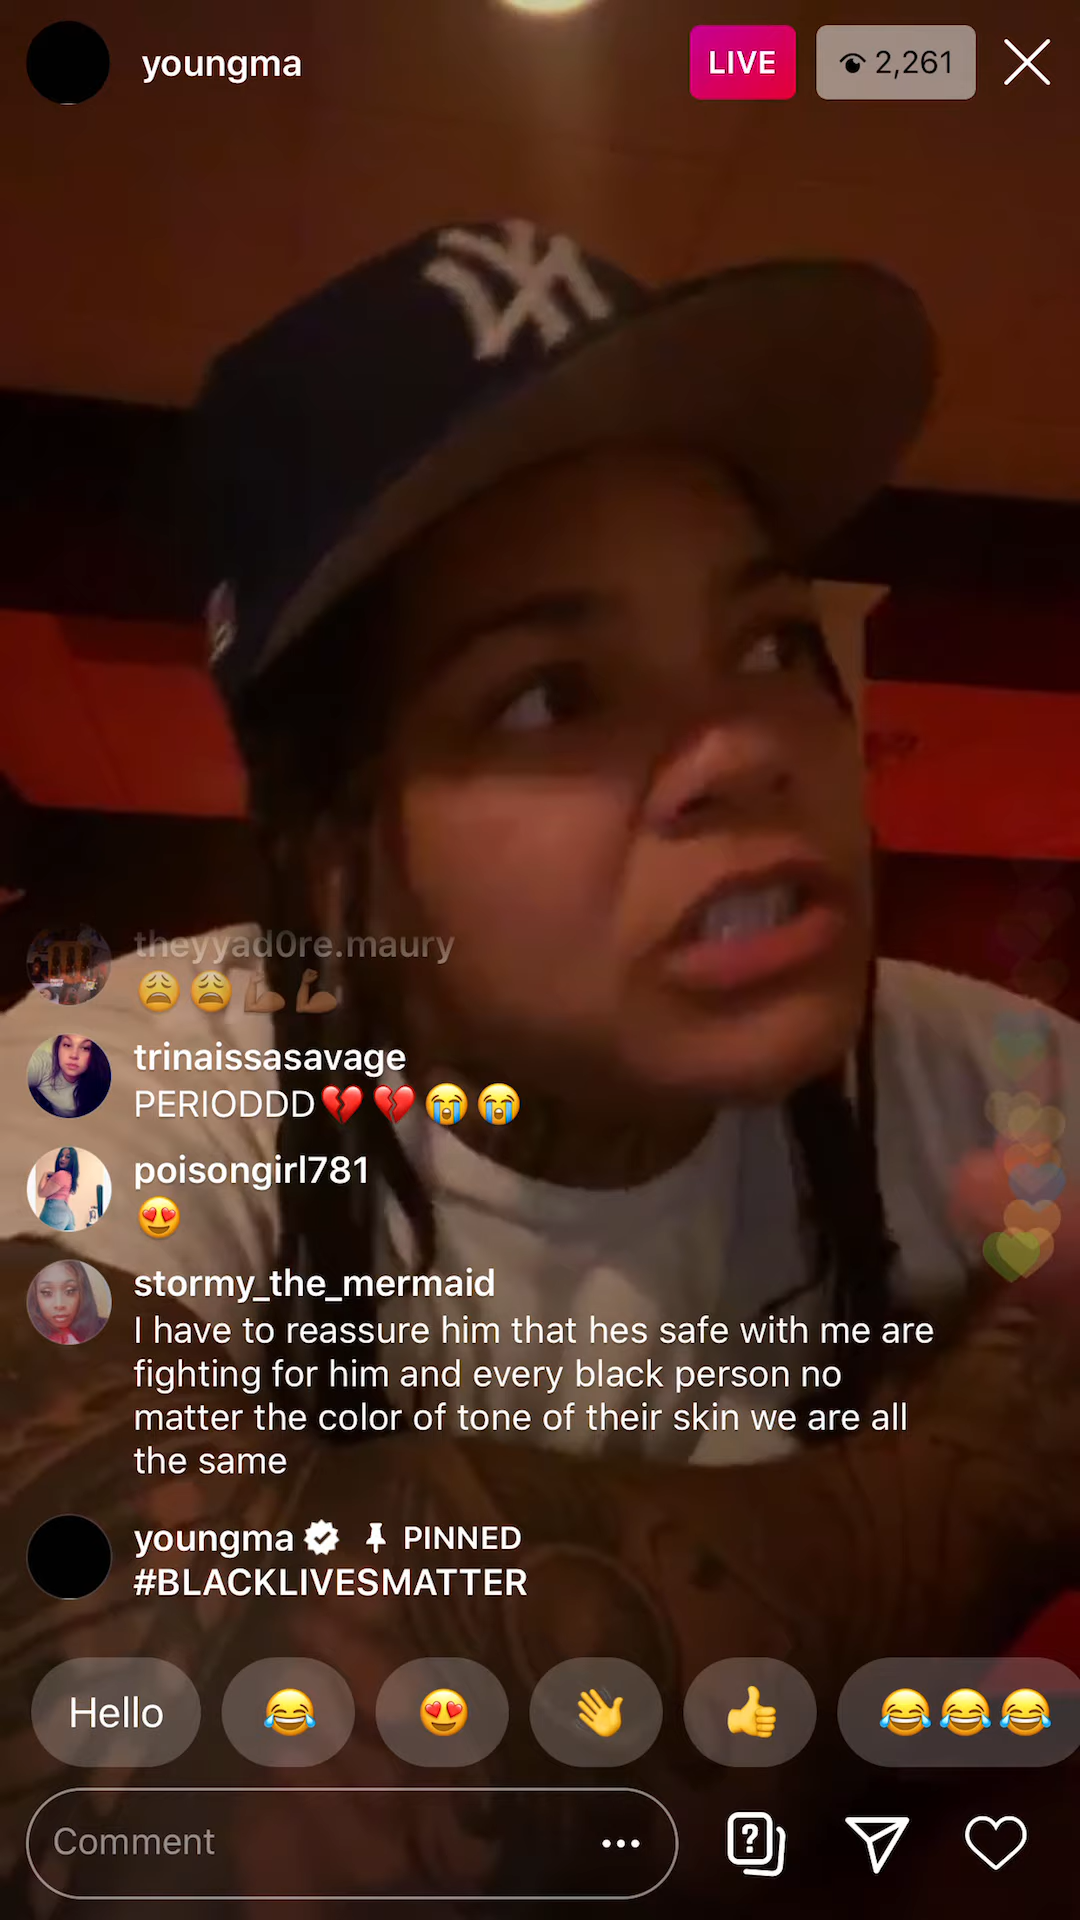 youngma
LIVE
2,261
theyyad0re.maury
😩😩💪🏾💪🏾
trinaissasavage
PERIODDD💔💔😭😭
poisongirl781
😍
stormy_the_mermaid
I have to reassure him that hes safe with me are
fighting for him and every black person no
matter the color of tone of their skin we are all
the same
youngma PINNED
#BLACKLIVESMATTER
Hello 😂 😍 👋 👍 😂😂😂
Comment